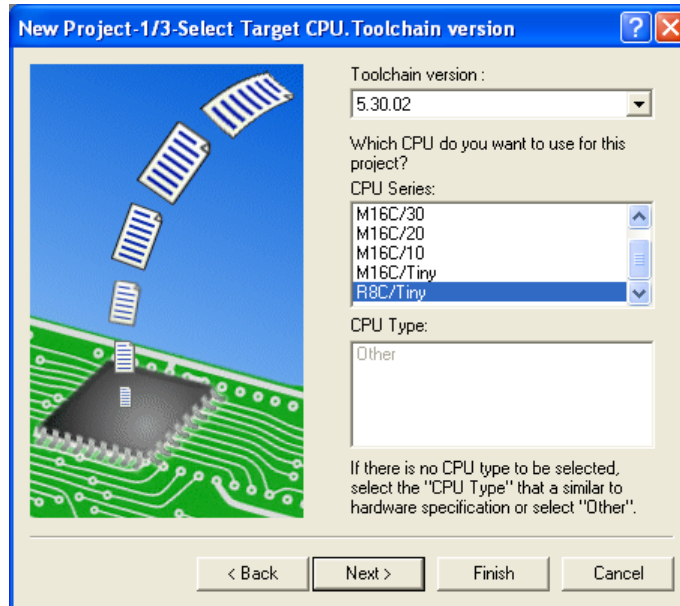 New Project-1/3-Select Target CPU.Toolchain version
Toolchain version :
5.30.02
Which CPU do you want to use for this
project?
CPU Series:
M16C/30
M16C/20
M16C/10
M16C/Tiny
R8C/Tiny
CPU Type:
Other
If there is no CPU type to be selected,
select the "CPU Type" that a similar to
hardware specification or select "Other".
< Back
Next >
Finish
Cancel